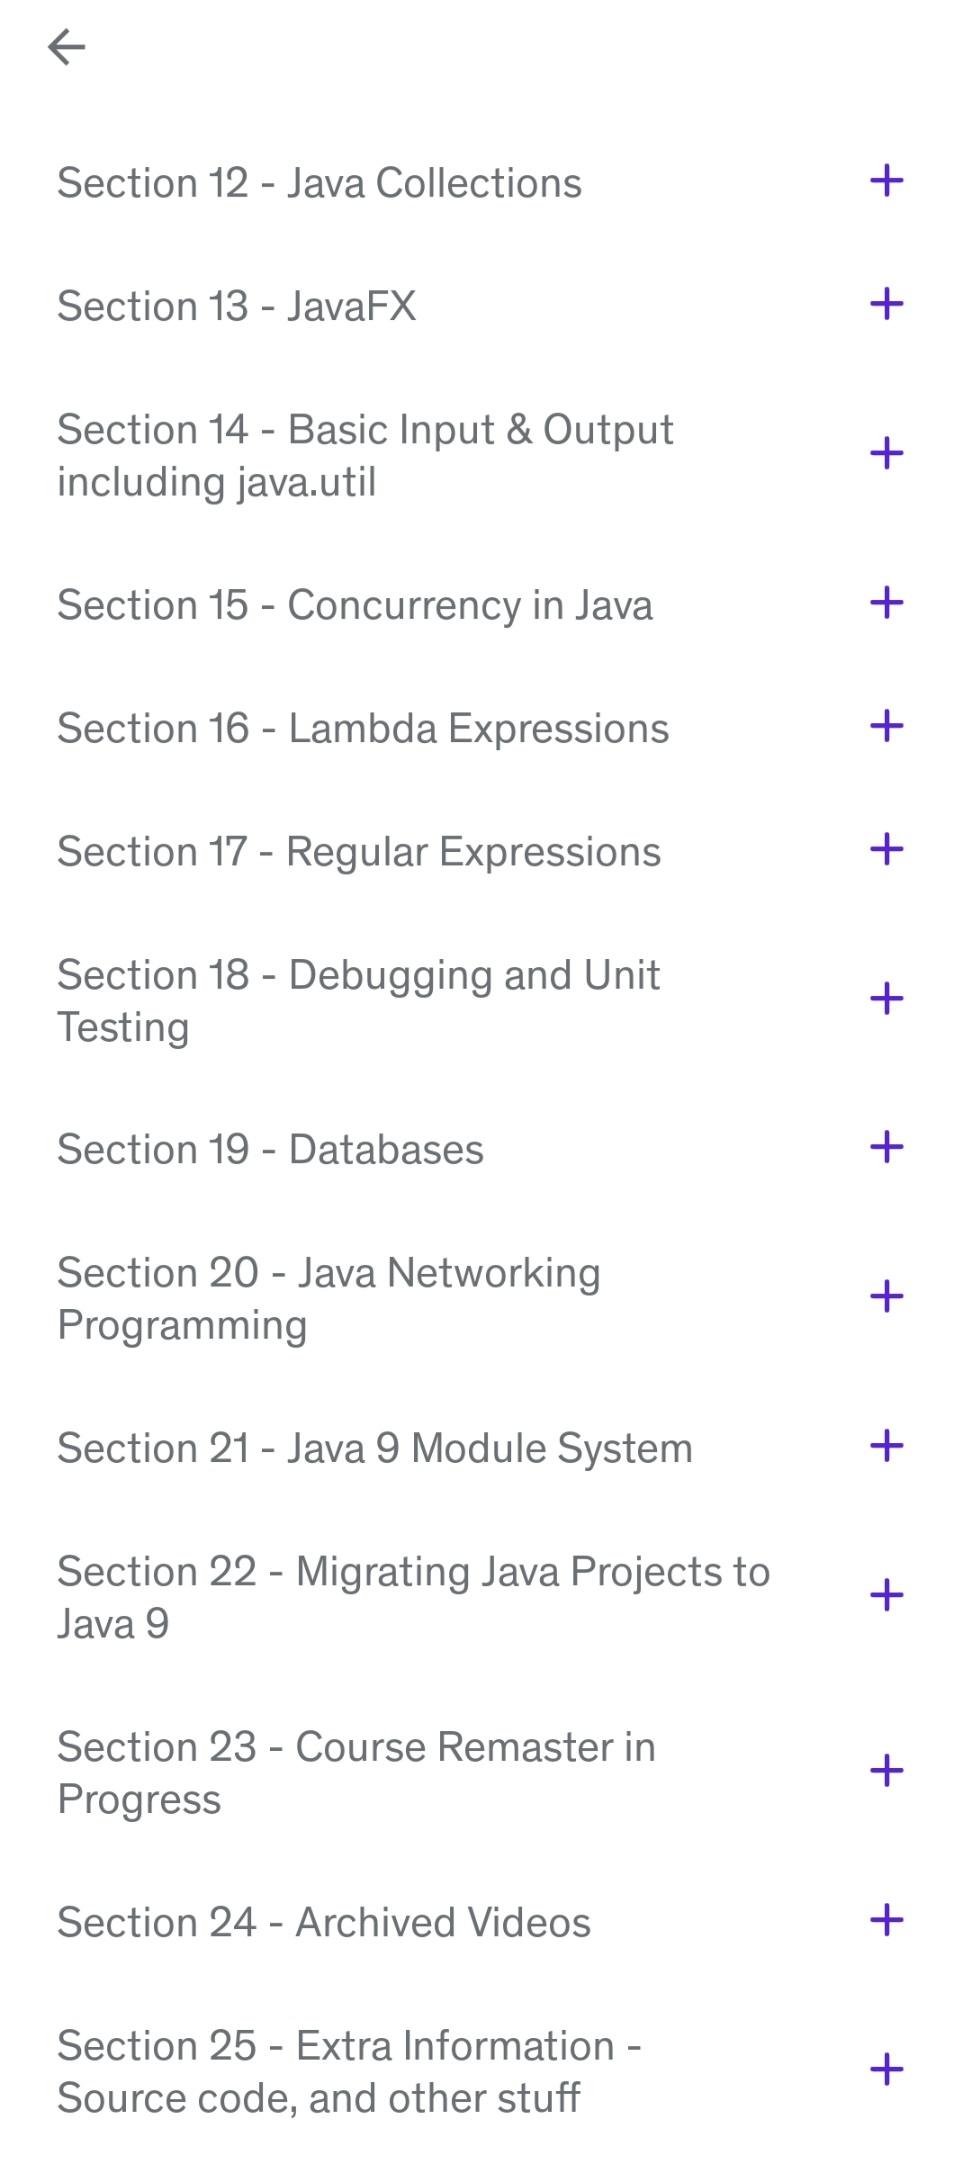 Section 12 - Java Collections
Section 13 - JavaFX
Section 14 - Basic Input & Output
including java.util
Section 15 - Concurrency in Java
Section 16 - Lambda Expressions
Section 17 - Regular Expressions
Section 18 - Debugging and Unit
Testing
Section 19 - Databases
Section 20 - Java Networking
Programming
Section 21 - Java 9 Module System
Section 22 - Migrating Java Projects to
Java 9
Section 23 - Course Remaster in
Progress
Section 24 - Archived Videos
Section 25 - Extra Information -
Source code, and other stuff